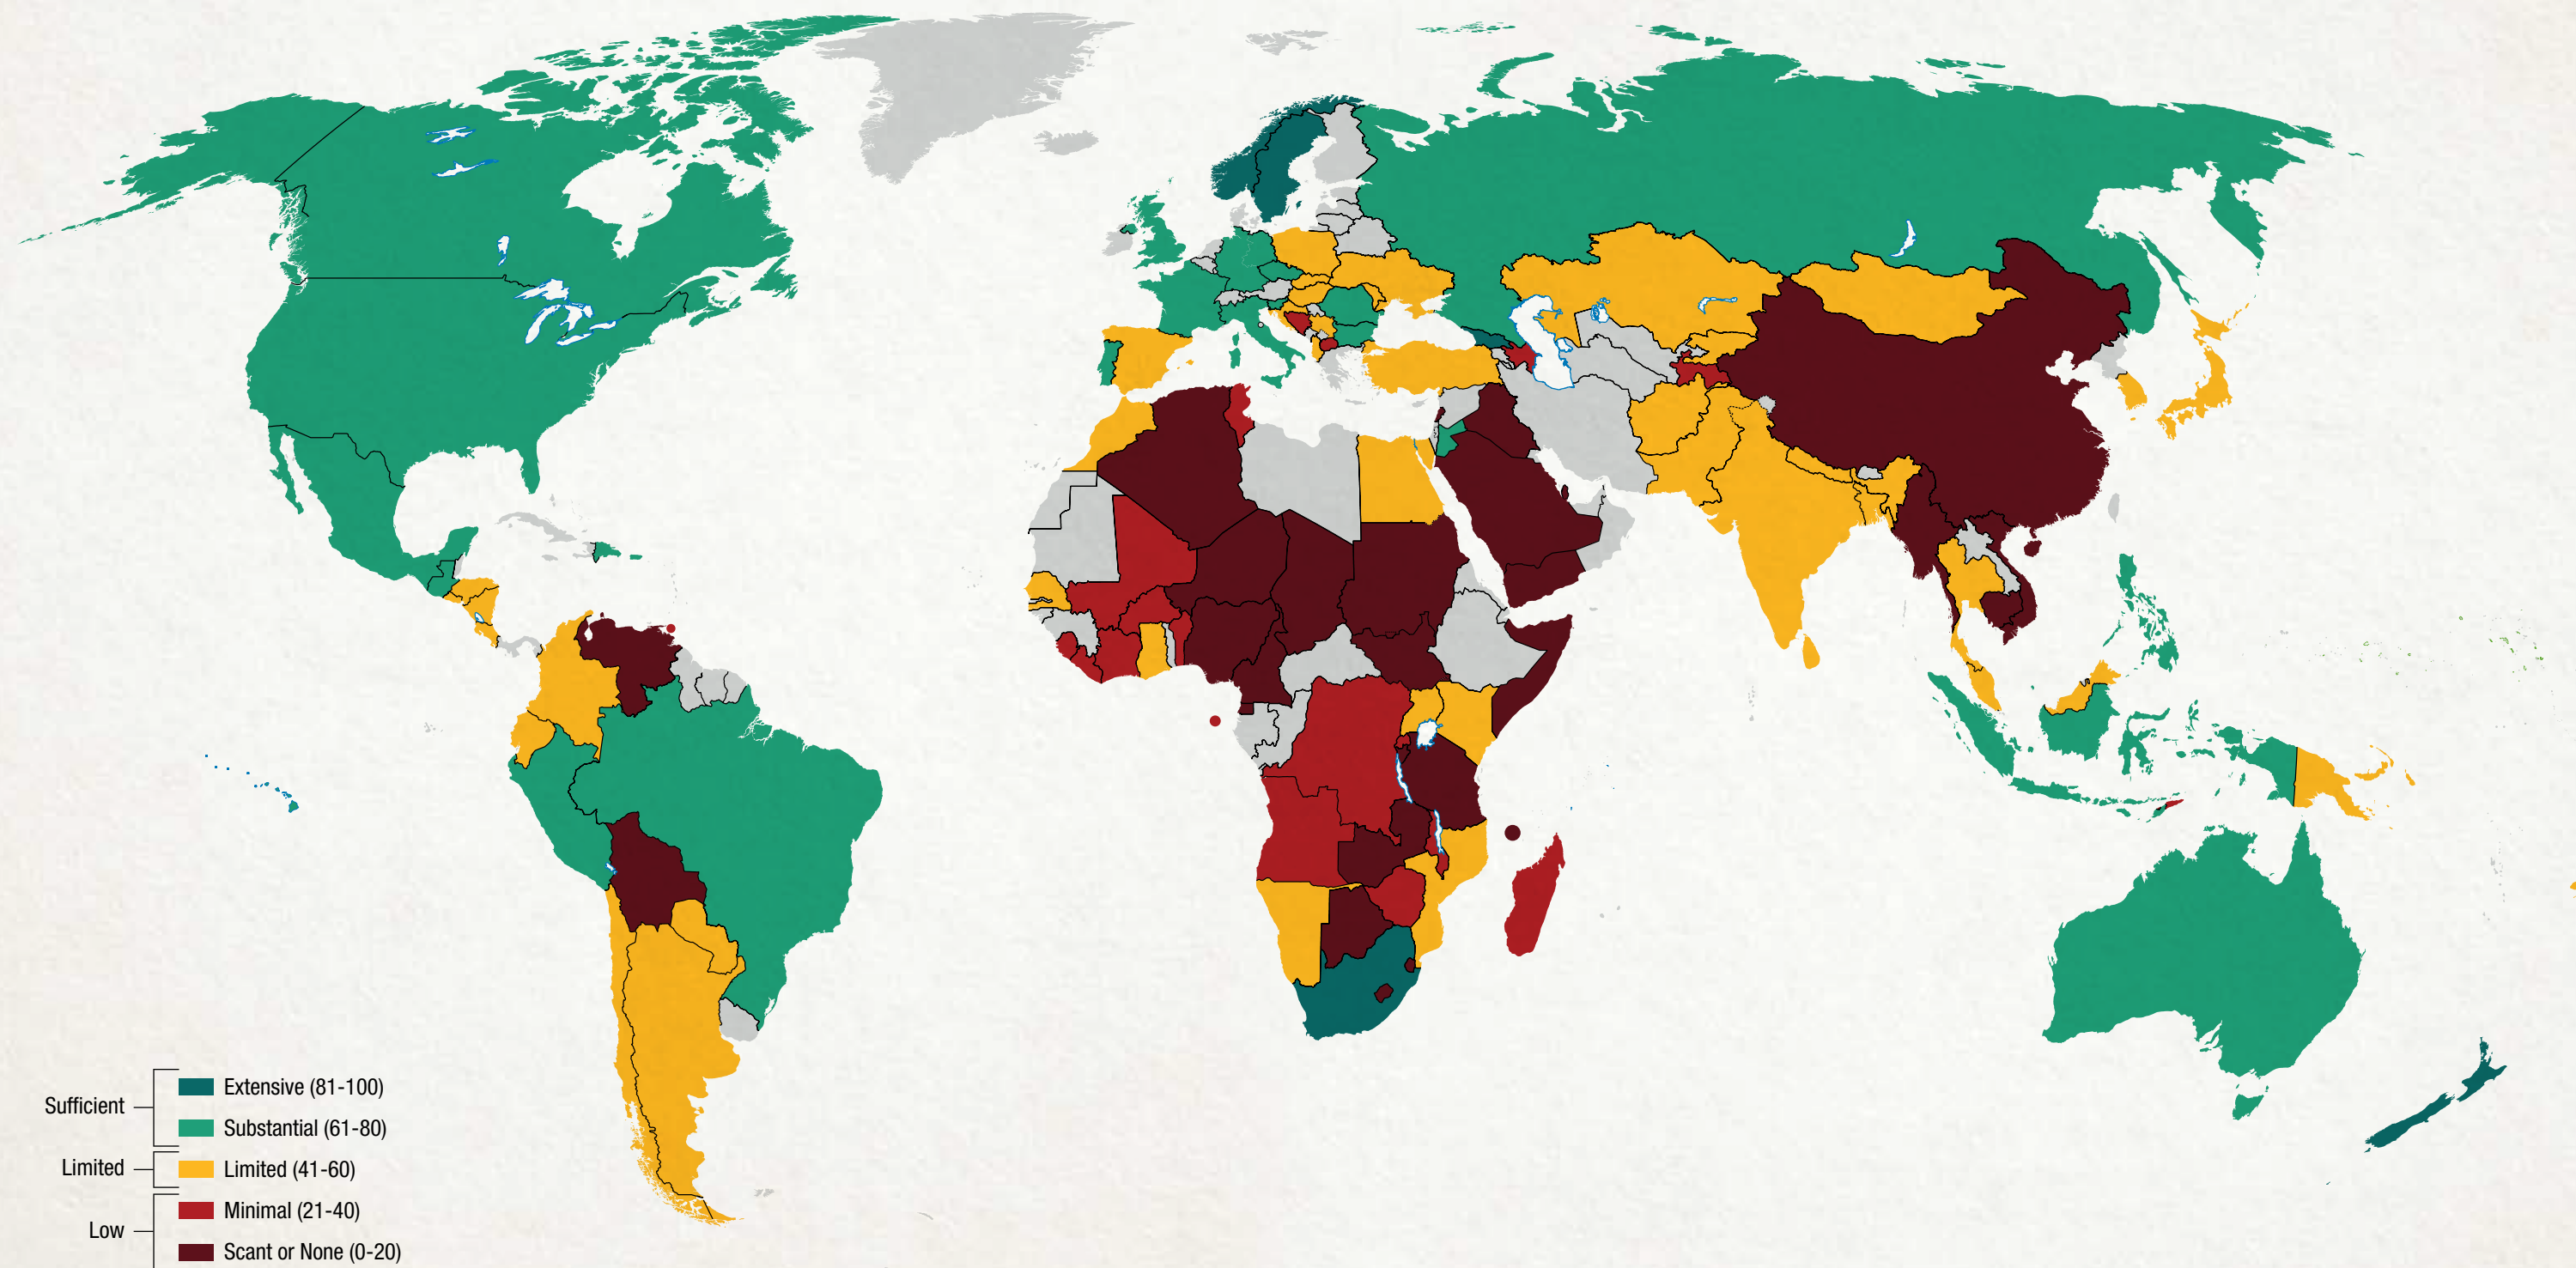 Sufficient
Extensive (81-100)
Substantial (61-80)
Limited
Limited (41-60)
Low
Minimal (21-40)
Scant or None (0-20)